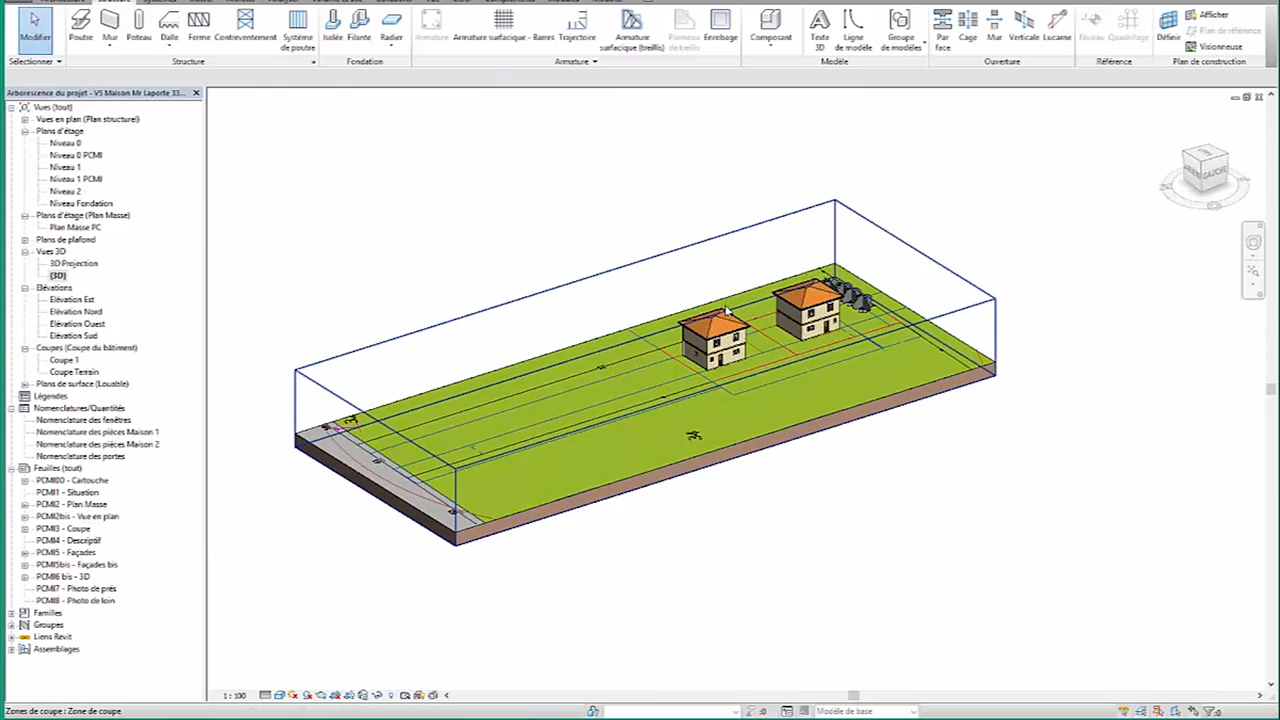 Modifier
Poutre
Mur
Poteau
Dalle
Ferme
Contreventement
Système
de poutre
Isolée
Filante
Radier
Armature
Armature surfacique - Barres
Trajectoire
Armature
surfacique (treillis)
Panneau
de treillis
Enrobage
Composant
Texte
3D
Ligne
de modèle
Groupe
de modèles
Par
face
Cage
Mur
Verticale
Lucarne
Niveau
Quadrillage
Définir
Afficher
Plan de référence
Visionneuse
Sélectionner
Structure
Fondation
Armature
Modèle
Ouverture
Référence
Plan de construction
Arborescence du projet - V5 Maison Mr Laporte 33...
Vues (tout)
Vues en plan (Plan structurel)
Plans d'étage
Niveau 0
Niveau 0 PCMI
Niveau 1
Niveau 1 PCMI
Niveau 2
Niveau Fondation
Plans d'étage (Plan Masse)
Plan Masse PC
Plans de plafond
Vues 3D
3D Projection
{3D}
Elévations
Elévation Est
Elévation Nord
Elévation Ouest
Elévation Sud
Coupes (Coupe du bâtiment)
Coupe 1
Coupe Terrain
Plans de surface (Louable)
Légendes
Nomenclatures/Quantités
Nomenclature des fenêtres
Nomenclature des pièces Maison 1
Nomenclature des pièces Maison 2
Nomenclature des portes
Feuilles (tout)
PCMI00 - Cartouche
PCMI1 - Situation
PCMI2 - Plan Masse
PCMI2bis - Vue en plan
PCMI3 - Coupe
PCMI4 - Descriptif
PCMI5 - Façades
PCMI5bis - Façades bis
PCMI6 bis - 3D
PCMI7 - Photo de prés
PCMI8 - Photo de loin
Familles
Groupes
Liens Revit
Assemblages
GAUCHE
1 : 100
Zones de coupe : Zone de coupe
:0
Modèle de base
:0